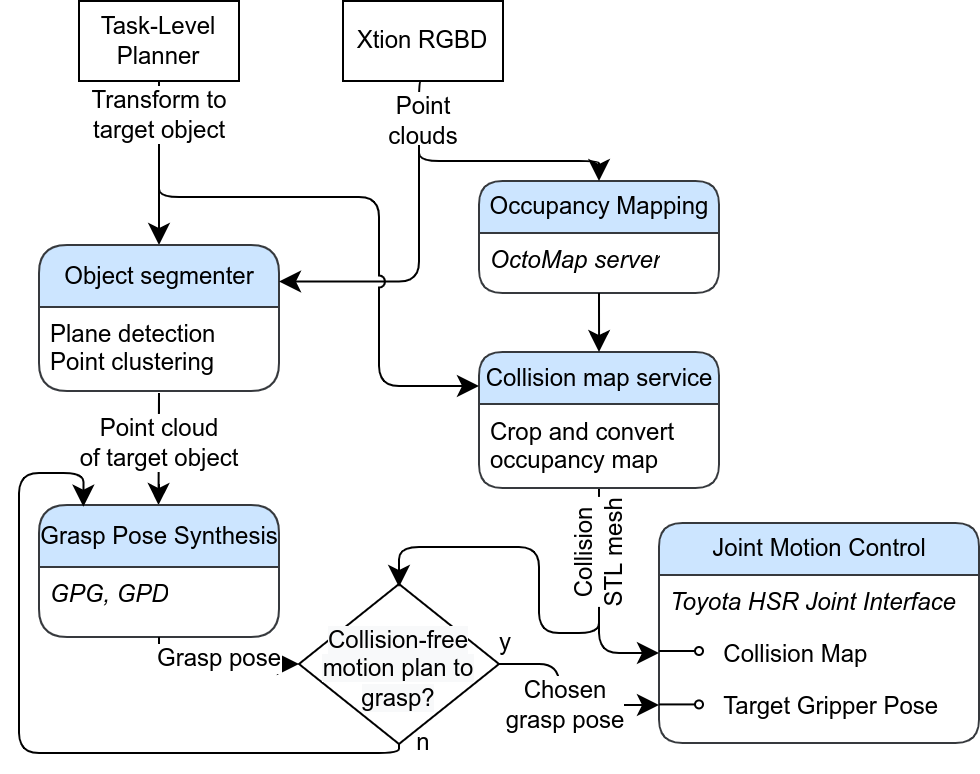 Task-Level
Planner
Xtion RGBD
Transform to
target object
Point
clouds
Occupancy Mapping
OctoMap server
Object segmenter
Plane detection
Point clustering
Collision map service
Crop and convert
occupancy map
Point cloud
of target object
Grasp Pose Synthesis
GPG, GPD
Collision
STL mesh
Joint Motion Control
Toyota HSR Joint Interface
Collision Map
Target Gripper Pose
Grasp pose
Collision-free
motion plan to
grasp?
y
Chosen
grasp pose
n